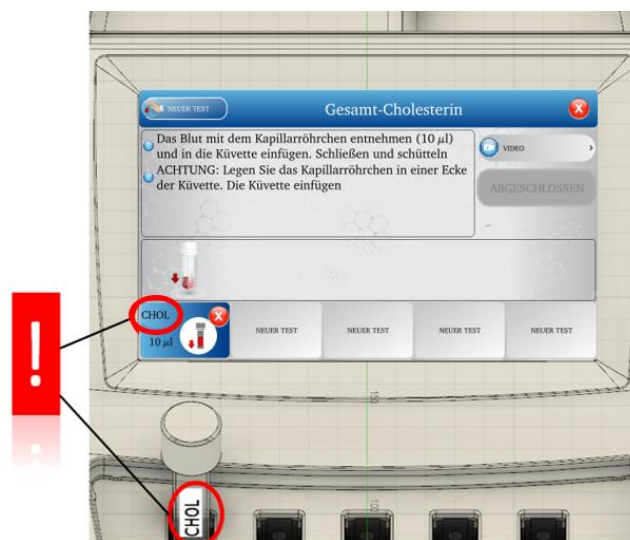 NEUER TEST
Gesamt-Cholesterin
Das Blut mit dem Kapillarröhrchen entnehmen (10 µl)
und in die Küvette einfügen. Schließen und schütteln
ACHTUNG: Legen Sie das Kapillarröhrchen in einer Ecke
der Küvette. Die Küvette einfügen
VIDEO
ABGESCHLOSSEN
--
CHOL
10 µl
NEUER TEST
NEUER TEST
NEUER TEST
NEUER TEST
!
150
100
CHOL